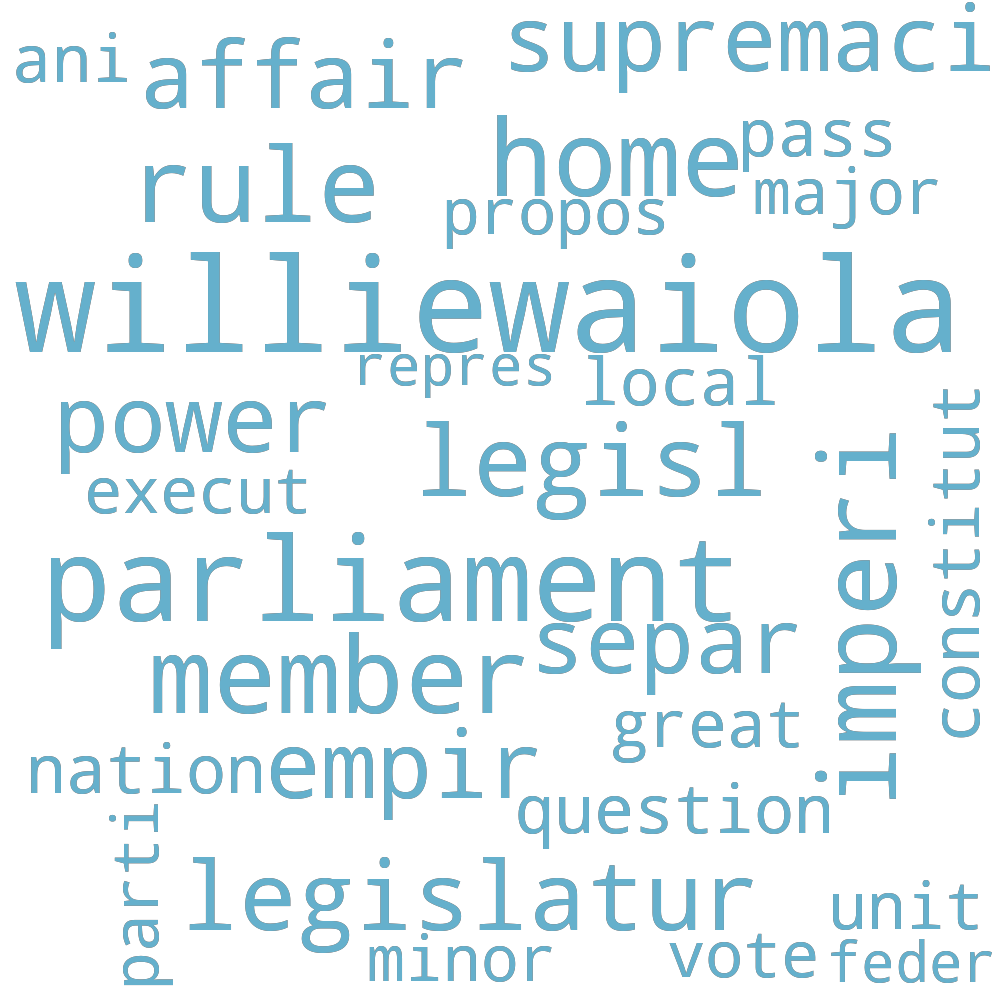 supremaci
ani affair
home pass
rule major
propos
williewaiola
repres local
power constitut
legisl imperi
execut
parliament
separ
member
great
nation empir
question
parti
legislatur unit
minor vote feder